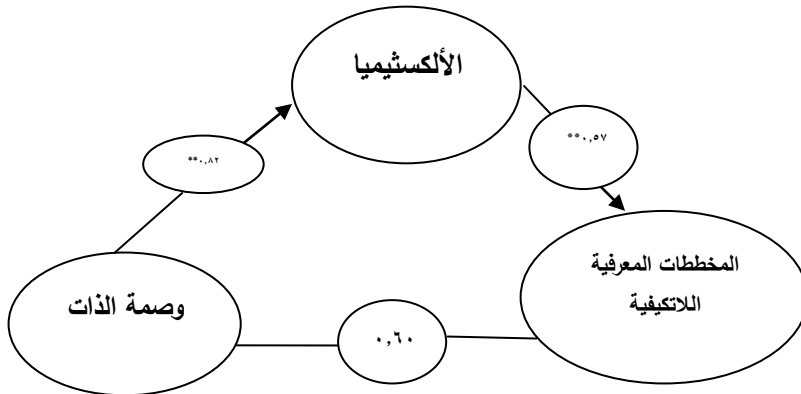 الألكسثيميا
**٠,٨٢
**٠,٥٧
المخططات المعرفية
اللاتكيفية
وصمة الذات
٠,٦٠